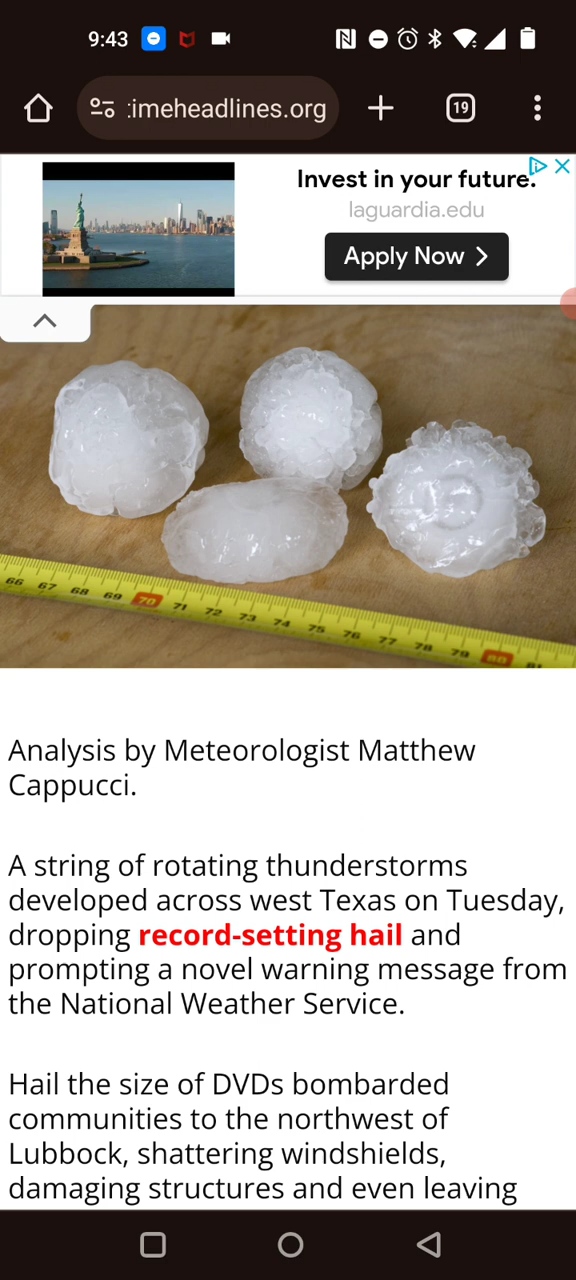 9:43
:imeheadlines.org
19
Invest in your future.
laguardia.edu
Apply Now
66 67 68 69 70 71 72 73 74 75 76 77 78 79 80 81
Analysis by Meteorologist Matthew
Cappucci.
A string of rotating thunderstorms
developed across west Texas on Tuesday,
dropping record-setting hail and
prompting a novel warning message from
the National Weather Service.
Hail the size of DVDs bombarded
communities to the northwest of
Lubbock, shattering windshields,
damaging structures and even leaving